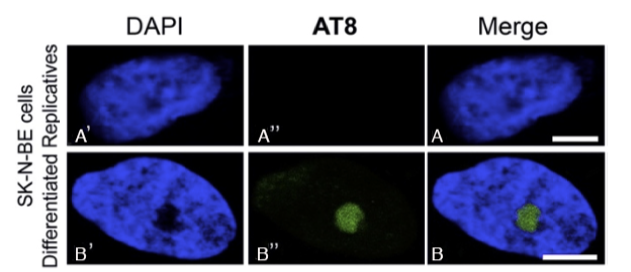 DAPI AT8 Merge
SK-N-BE cells
Differentiated Replicatives
A' A'' A
B' B'' B